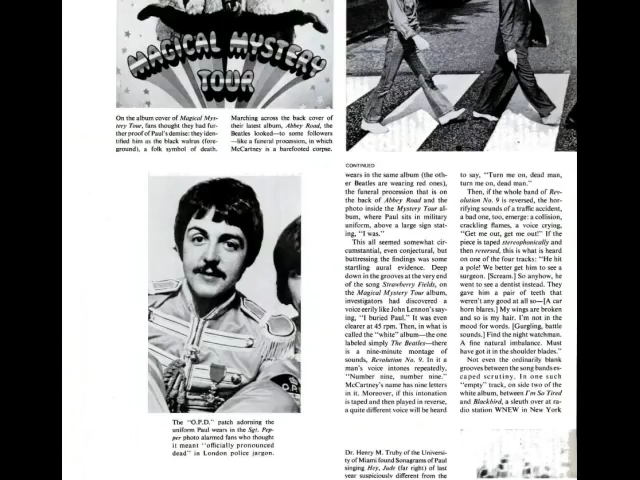 MAGICAL MYSTERY
TOUR
On the album cover of Magical Mys-
tery Tour, fans thought they had fur-
ther proof of Paul's demise: they iden-
tified him as the black walrus (fore-
ground), a folk symbol of death.
Marching across the back cover of
their latest album, Abbey Road, the
Beatles looked—to some followers
—like a funeral procession, in which
McCartney is a barefooted corpse.
CONTINUED
wears in the same album (the oth-
er Beatles are wearing red ones),
the funeral procession that is on
the back of Abbey Road and the
photo inside the Mystery Tour al-
bum, where Paul sits in military
uniform, above a large sign stat-
ing, "I was."
This all seemed somewhat cir-
cumstantial, even conjectural, but
buttressing the findings was some
startling aural evidence. Deep
down in the grooves at the very end
of the song Strawberry Fields, on
the Magical Mystery Tour album,
investigators had discovered a
voice eerily like John Lennon's say-
ing, "I buried Paul." It was even
clearer at 45 rpm. Then, in what is
called the "white" album—the one
labeled simply The Beatles—there
is a nine-minute montage of
sounds, Revolution No. 9. In it a
man's voice intones repeatedly,
"Number nine, number nine."
McCartney's name has nine letters
in it. Moreover, if this intonation
is taped and then played in reverse,
a quite different voice will be heard
to say, "Turn me on, dead man,
turn me on, dead man."
Then, if the whole band of Rev-
olution No. 9 is reversed, the hor-
rifying sounds of a traffic accident,
a bad one, too, emerge: a collision,
crackling flames, a voice crying,
"Get me out, get me out!" If the
piece is taped stereophonically and
then reversed, this is what is heard
on one of the four tracks: "He hit
a pole! We better get him to see a
surgeon. [Scream.] So anyhow, he
went to see a dentist instead. They
gave him a pair of teeth that
weren't any good at all so—[A car
horn blares.] My wings are broken
and so is my hair. I'm not in the
mood for words. [Gurgling, battle
sounds.] Find the night watchman.
A fine natural imbalance. Must
have got it in the shoulder blades."
Not even the ordinarily blank
grooves between the song bands es-
caped scrutiny. In one such
"empty" track, on side two of the
white album, between I'm So Tired
and Blackbird, a sleuth over at ra-
dio station WNEW in New York
The "O.P.D." patch adorning the
uniform Paul wears in the Sgt. Pep-
per photo alarmed fans who thought
it meant "officially pronounced
dead" in London police jargon.
Dr. Henry M. Truby of the Universi-
ty of Miami found Sonagrams of Paul
singing Hey, Jude (far right) of last
year suspiciously different from the